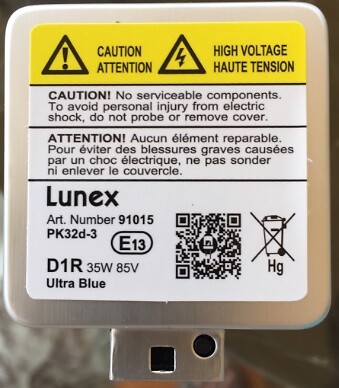 CAUTION
ATTENTION
HIGH VOLTAGE
HAUTE TENSION
CAUTION! No serviceable components.
To avoid personal injury from electric
shock, do not probe or remove cover.
ATTENTION! Aucun élément reparable.
Pour éviter des blessures graves causées
par un choc électrique, ne pas sonder
ni enlever le couvercle.
Lunex
Art. Number 91015
PK32d-3
E13
D1R 35W 85V
Ultra Blue
Hg